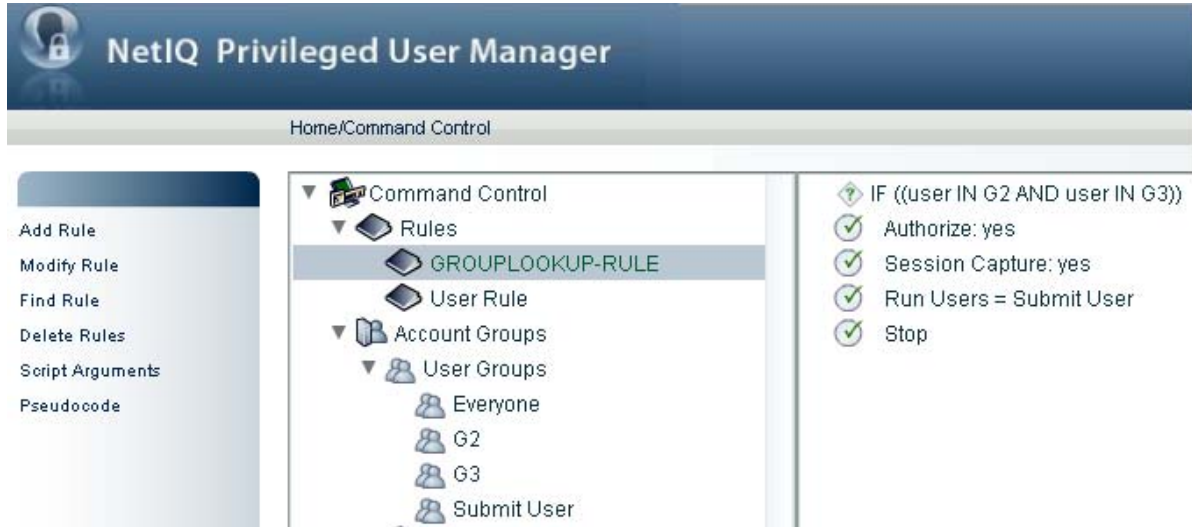 NetIQ Privileged User Manager
Home/Command Control
Add Rule
Modify Rule
Find Rule
Delete Rules
Script Arguments
Pseudocode
Command Control
Rules
GROUPLOOKUP-RULE
User Rule
Account Groups
User Groups
Everyone
G2
G3
Submit User
IF ((user IN G2 AND user IN G3))
Authorize: yes
Session Capture: yes
Run Users = Submit User
Stop